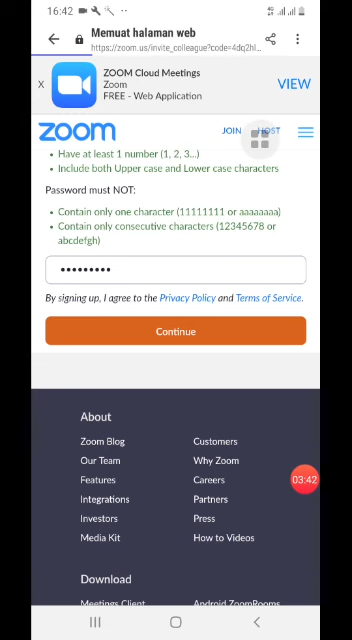 16:42
Memuat halaman web
https://zoom.us/invite_colleague?code=4dq2hl...
X
ZOOM Cloud Meetings
Zoom
FREE - Web Application
VIEW
zoom
JOIN
HOST
• Have at least 1 number (1, 2, 3...)
• Include both Upper case and Lower case characters
Password must NOT:
• Contain only one character (11111111 or aaaaaaaa)
• Contain only consecutive characters (12345678 or
abcdefgh)
•••••••••
By signing up, I agree to the Privacy Policy and Terms of Service.
Continue
About
Zoom Blog
Customers
Our Team
Why Zoom
Features
Careers
03:42
Integrations
Partners
Investors
Press
Media Kit
How to Videos
Download
Meetings Client
Android ZoomRooms